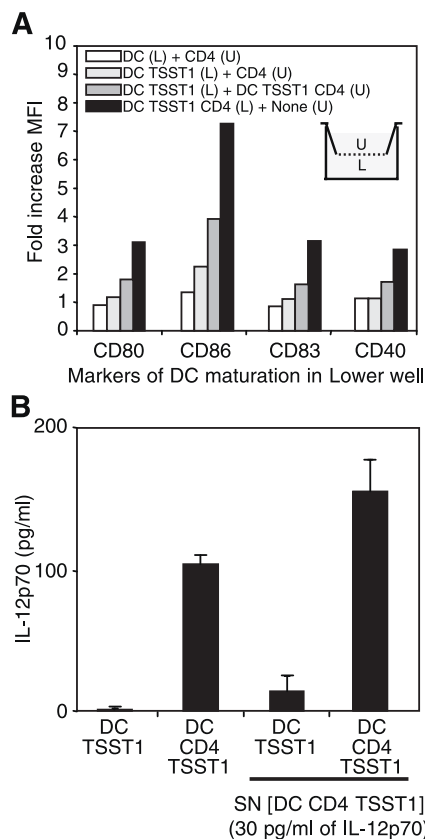 A
10
9
8
7
6
5
4
3
2
1
0
Fold increase MFI
DC (L) + CD4 (U)
DC TSST1 (L) + CD4 (U)
DC TSST1 (L) + DC TSST1 CD4 (U)
DC TSST1 CD4 (L) + None (U)
U
L
CD80 CD86 CD83 CD40
Markers of DC maturation in Lower well
B
200
100
0
IL-12p70 (pg/ml)
DC DC DC DC
TSST1 CD4 TSST1 CD4
TSST1 TSST1
SN [DC CD4 TSST1]
(30 pg/ml of IL-12p70)